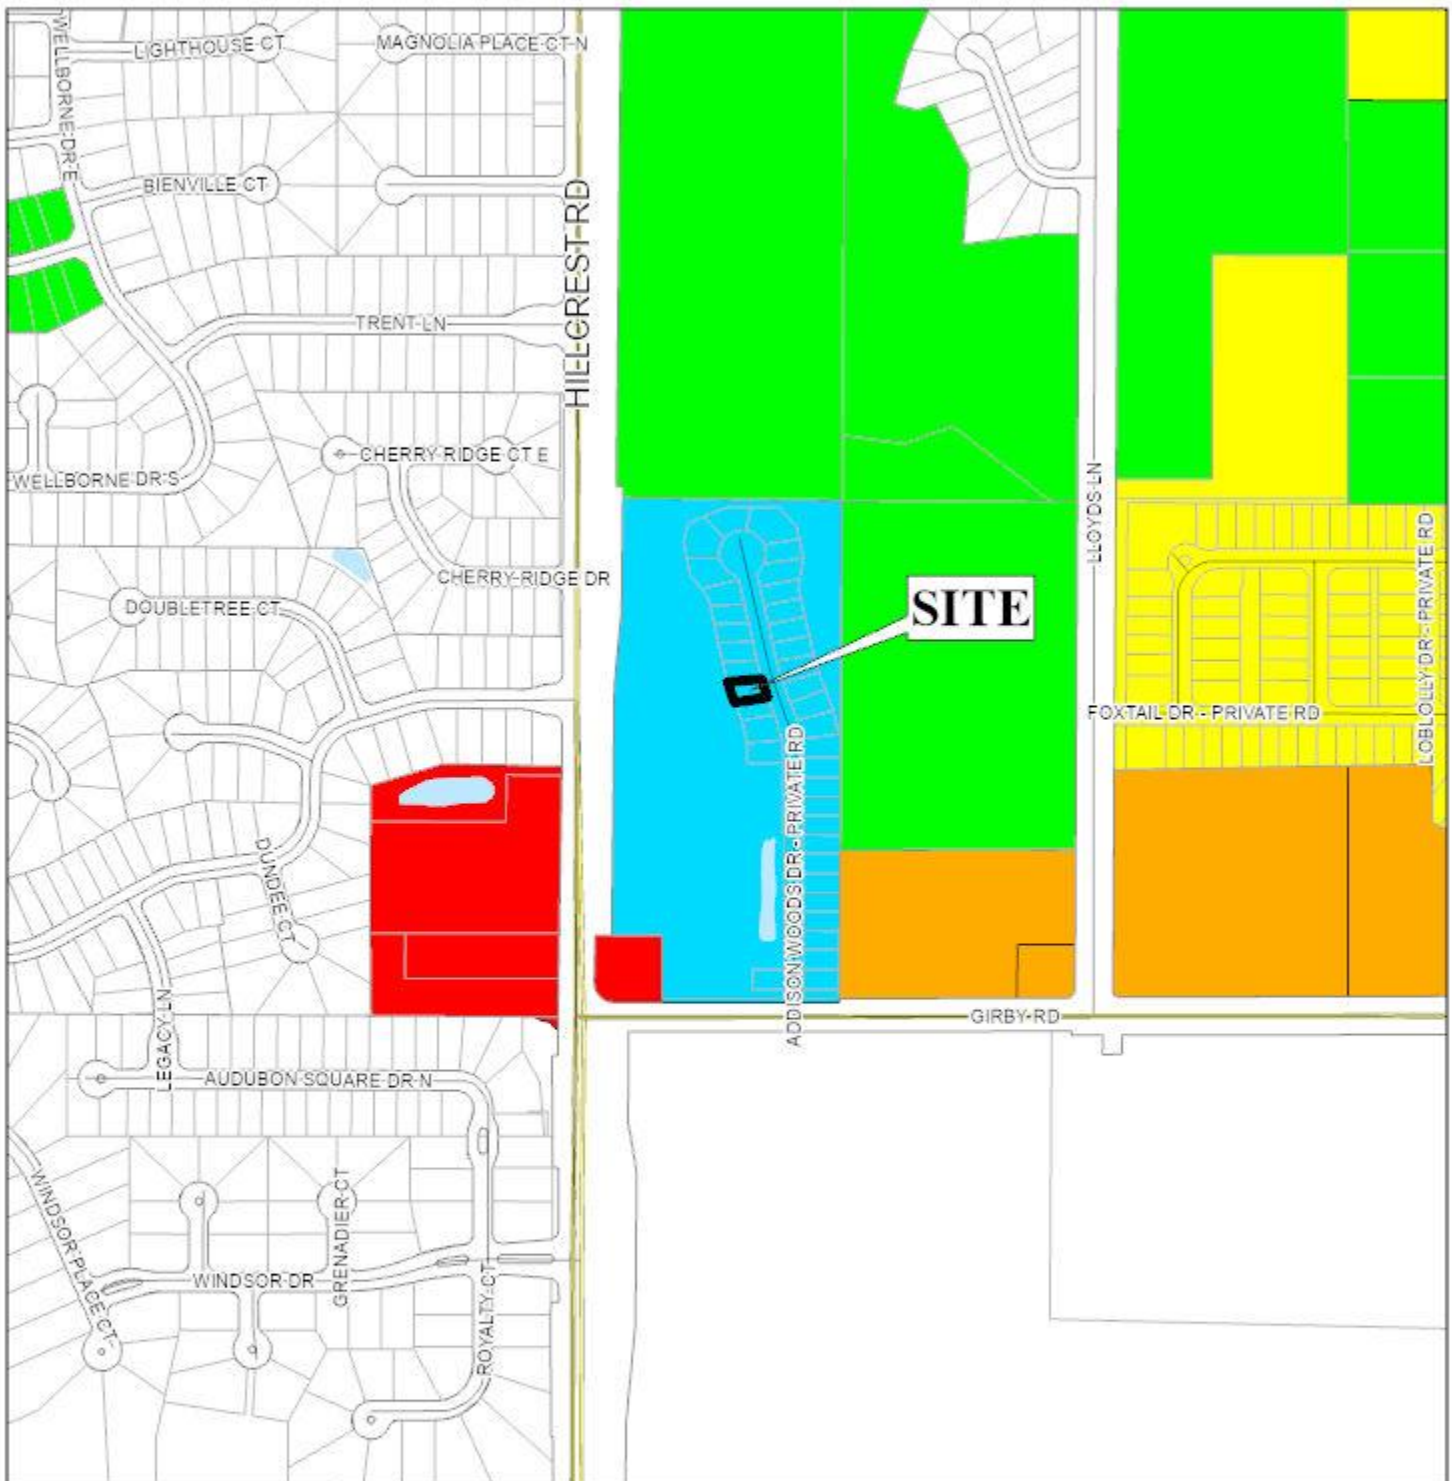 LIGHTHOUSE CT
MAGNOLIA PLACE CT N
WELLBORNE DR E
BIENVILLE CT
HILLCREST RD
TRENT LN
CHERRY RIDGE CT E
WELLBORNE DR S
LLOYDS LN
CHERRY RIDGE DR
DOUBLETREE CT
SITE
LOBLOLLY DR - PRIVATE RD
FOXTAIL DR - PRIVATE RD
ADDISON WOODS DR - PRIVATE RD
DUNDEE CT
LEGACY LN
GIRBY RD
AUDUBON SQUARE DR N
WINDSOR PLACE CT
GRENADIER CT
WINDSOR DR
ROYALTY CT